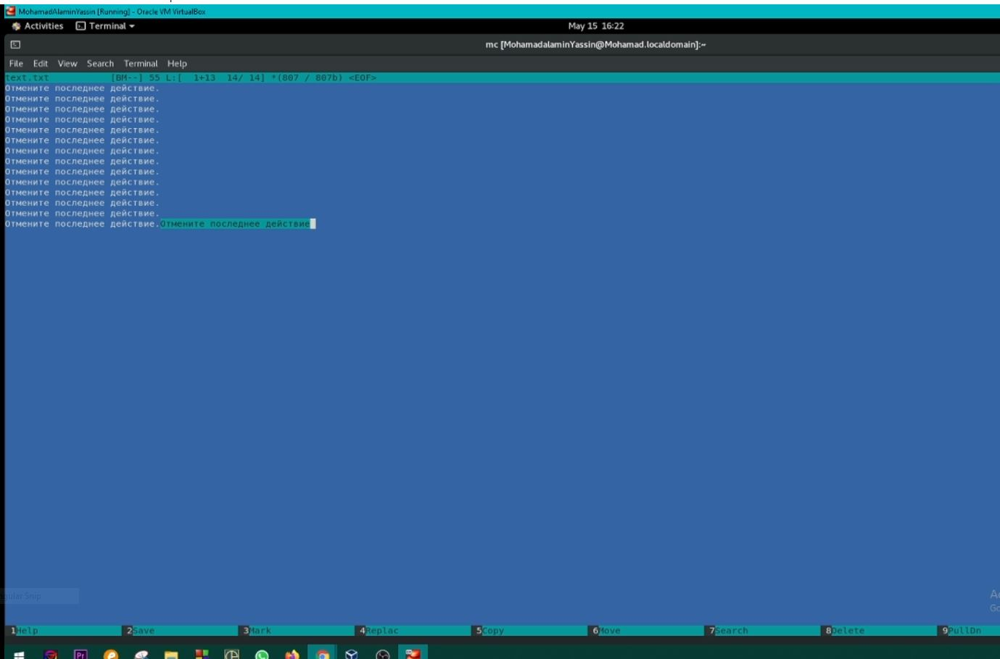 MohamadAlaminYassin [Running] - Oracle VM VirtualBox
Activities Terminal May 15 16:22
mc [MohamadalaminYassin@Mohamad.localdomain]:~
File Edit View Search Terminal Help
text.txt [BM--] 55 L:[ 1+13 14/ 14] *(807 / 807b) <EOF>
Отмените последнее действие.
Отмените последнее действие.
Отмените последнее действие.
Отмените последнее действие.
Отмените последнее действие.
Отмените последнее действие.
Отмените последнее действие.
Отмените последнее действие.
Отмените последнее действие.
Отмените последнее действие.
Отмените последнее действие.
Отмените последнее действие.
Отмените последнее действие.
Отмените последнее действие.Отмените последнее действие
Snip
1Help 2Save 3Mark 4Replac 5Copy 6Move 7Search 8Delete 9PullDn
Pr